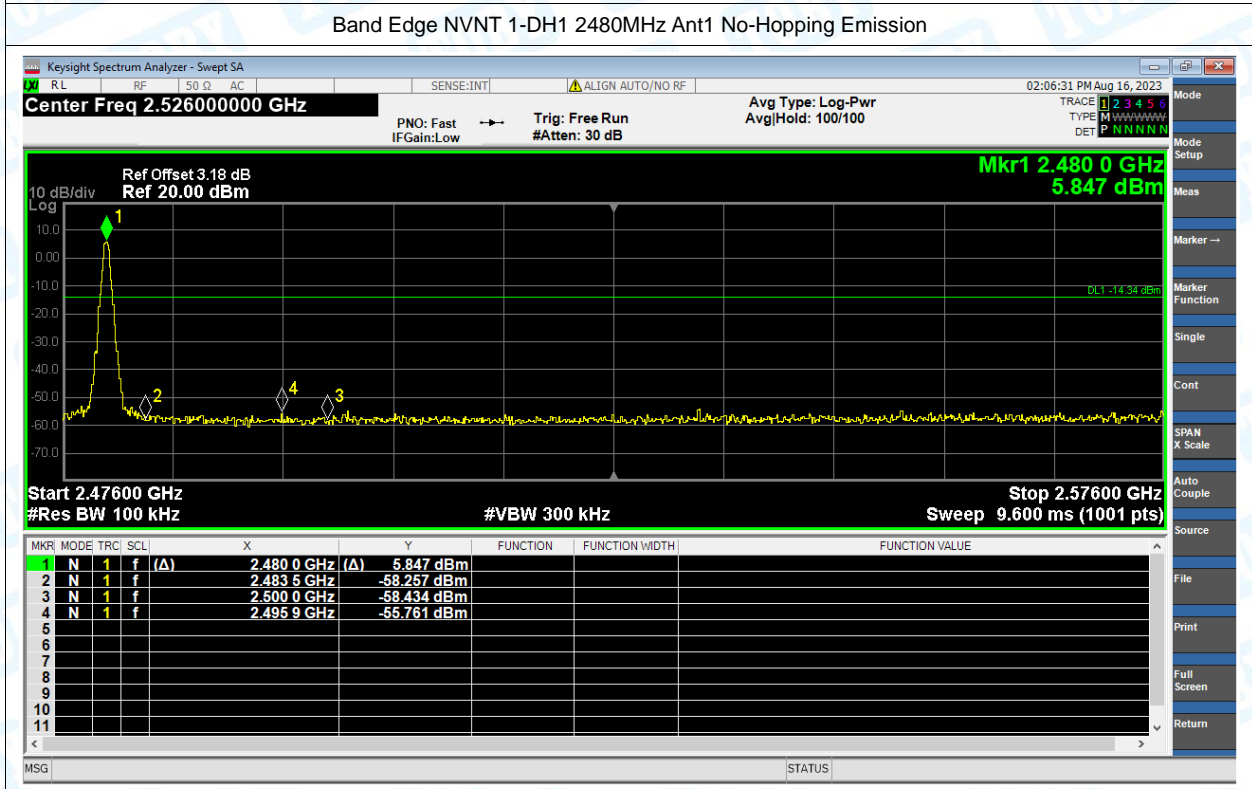 Band Edge NVNT 1-DH1 2480MHz Ant1 No-Hopping Emission
Keysight Spectrum Analyzer - Swept SA
LXI RL RF 50 Ω AC SENSE:INT ALIGN AUTO/NO RF 02:06:31 PM Aug 16, 2023
Center Freq 2.526000000 GHz
PNO: Fast
IFGain:Low
Trig: Free Run
#Atten: 30 dB
Avg Type: Log-Pwr
Avg|Hold: 100/100
TRACE 1 2 3 4 5 6
TYPE M WWWWW
DET P N N N N N
Mkr1 2.480 0 GHz
5.847 dBm
Ref Offset 3.18 dB
10 dB/div Ref 20.00 dBm
Log
10.0
0.00
-10.0
-20.0
-30.0
-40.0
-50.0
-60.0
-70.0
1
2
4
3
DL1 -14.34 dBm
Start 2.47600 GHz Stop 2.57600 GHz
#Res BW 100 kHz #VBW 300 kHz Sweep 9.600 ms (1001 pts)
MKR MODE TRC SCL X Y FUNCTION FUNCTION WIDTH FUNCTION VALUE
1 N 1 f (Δ) 2.480 0 GHz (Δ) 5.847 dBm
2 N 1 f 2.483 5 GHz -58.257 dBm
3 N 1 f 2.500 0 GHz -58.434 dBm
4 N 1 f 2.495 9 GHz -55.761 dBm
5
6
7
8
9
10
11
MSG STATUS
Mode
Mode Setup
Meas
Marker →
Marker Function
Single
Cont
SPAN X Scale
Auto Couple
Source
File
Print
Full Screen
Return